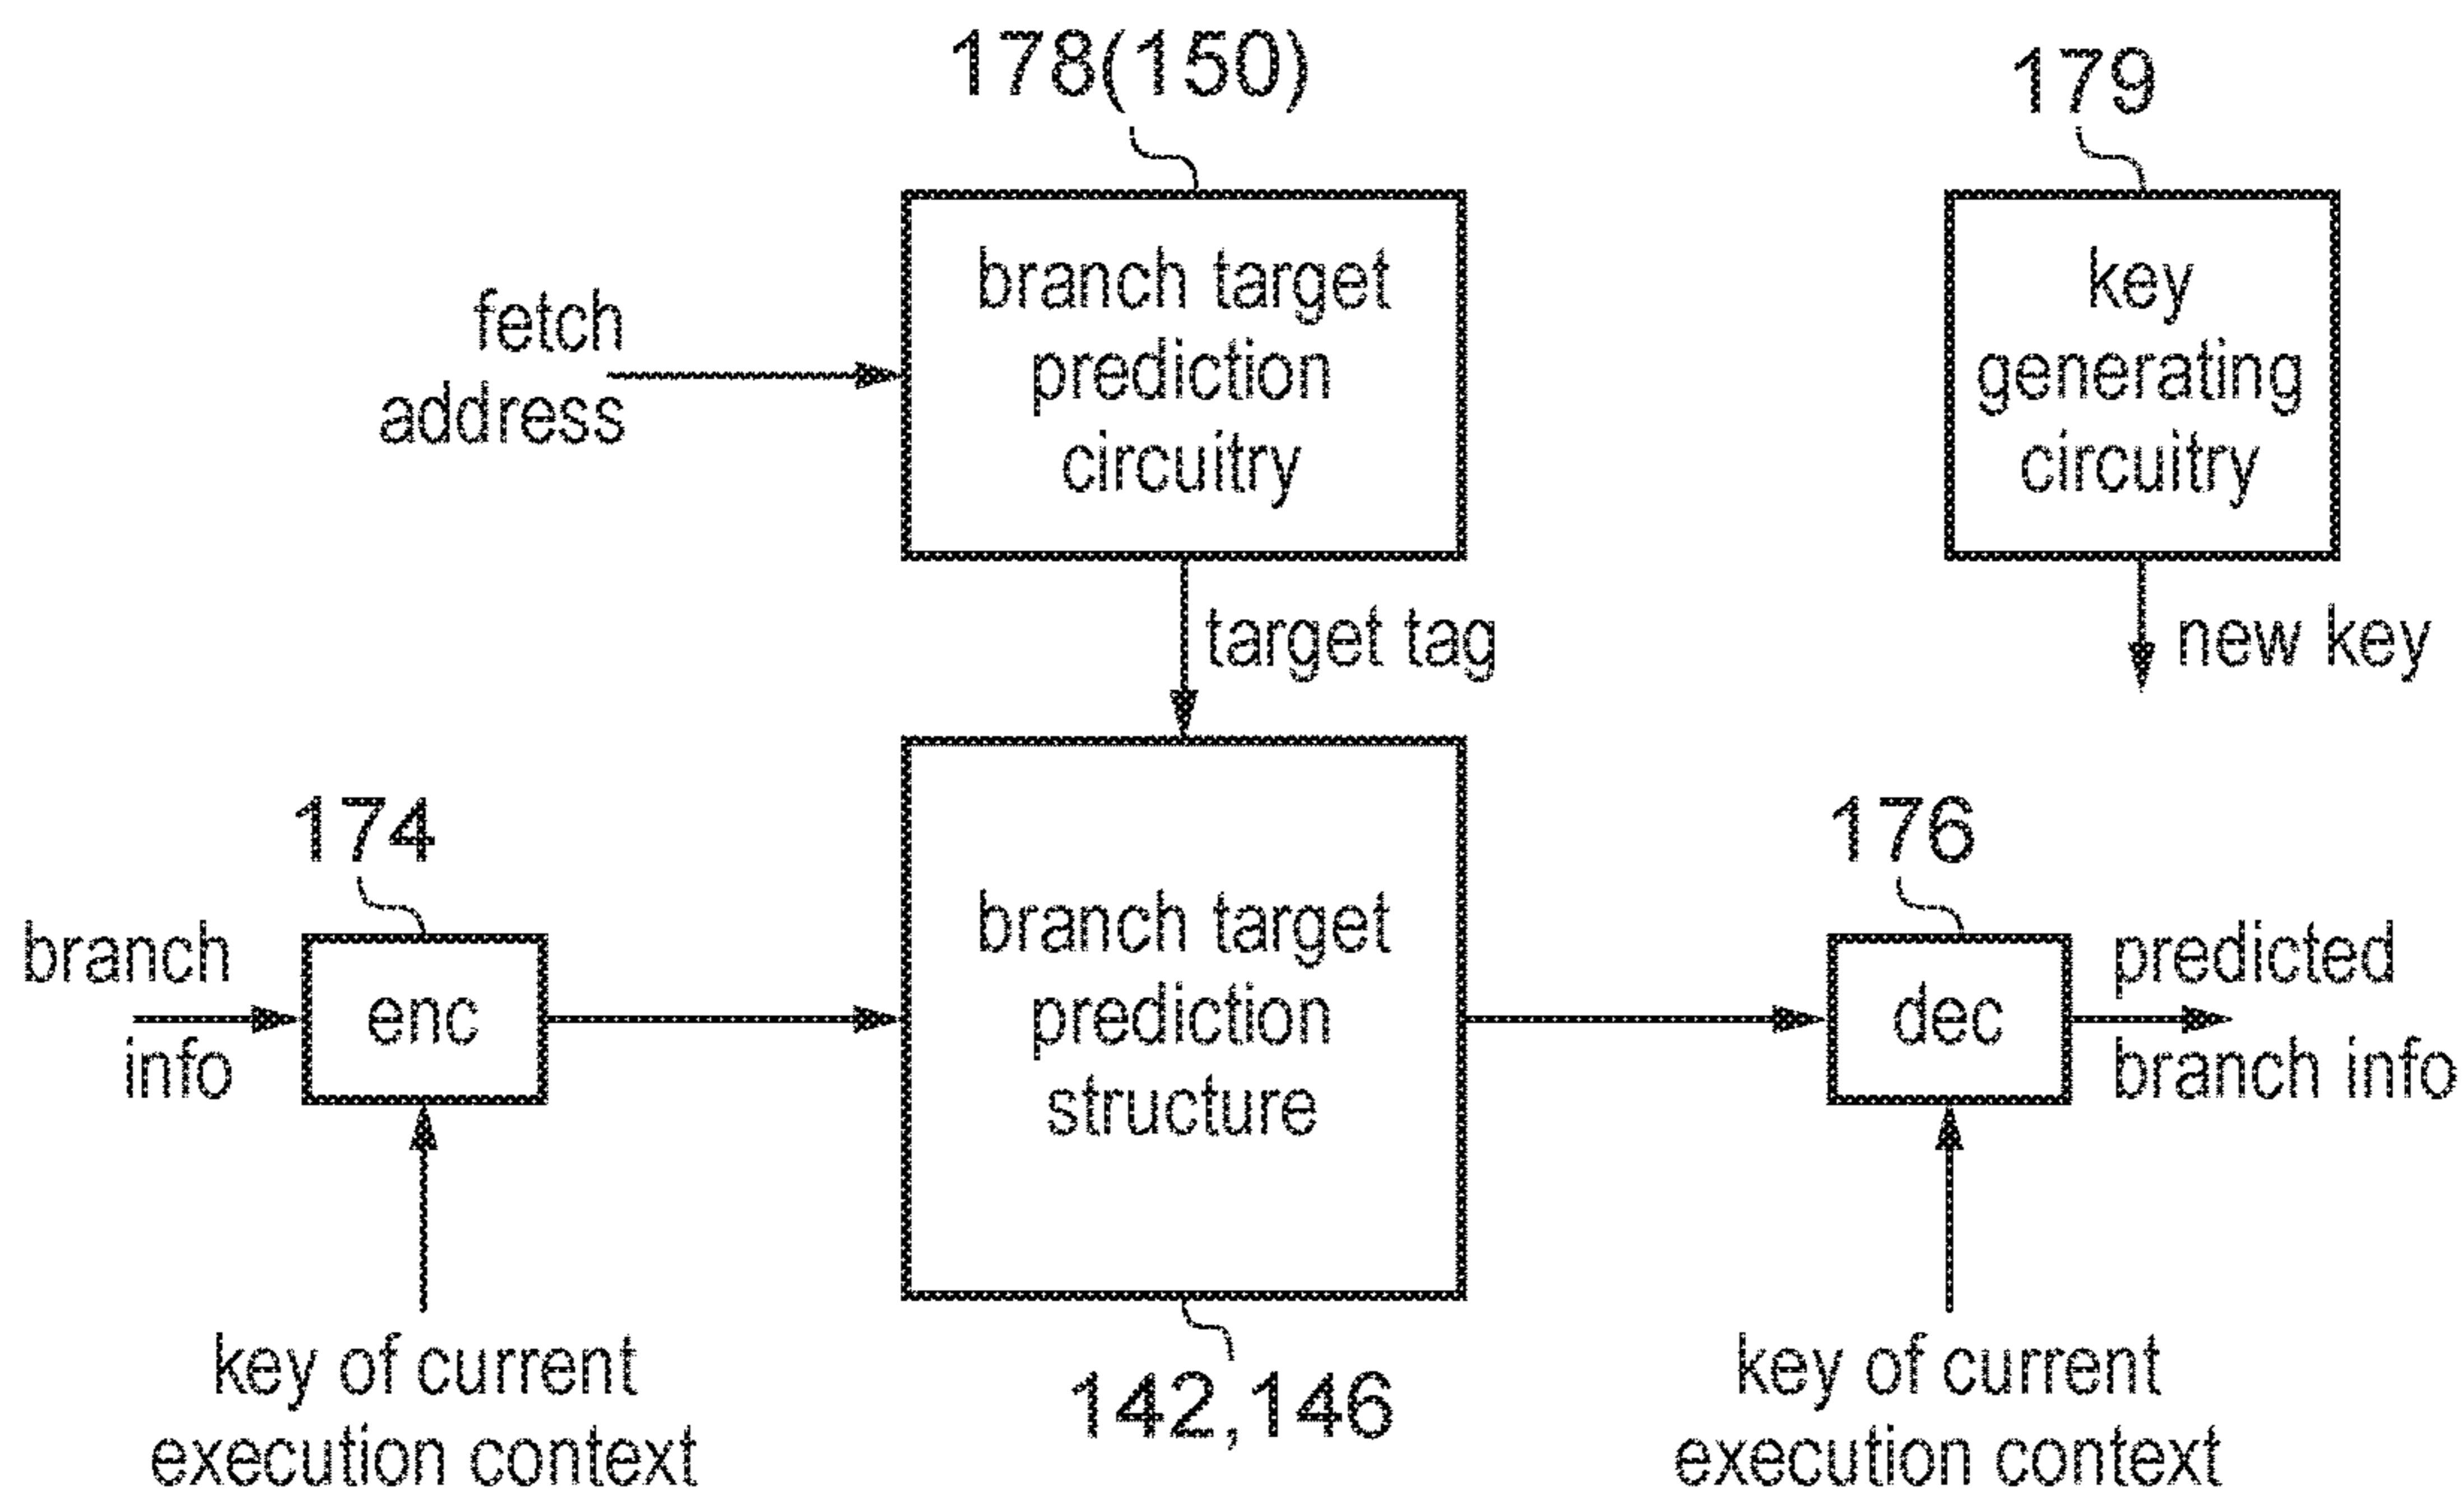 178(150)
179
branch target
prediction
circuitry
key
generating
circuitry
fetch
address
target tag
new key
174
176
branch
info
enc
branch target
prediction
structure
dec
predicted
branch info
key of current
execution context
142,146
key of current
execution context